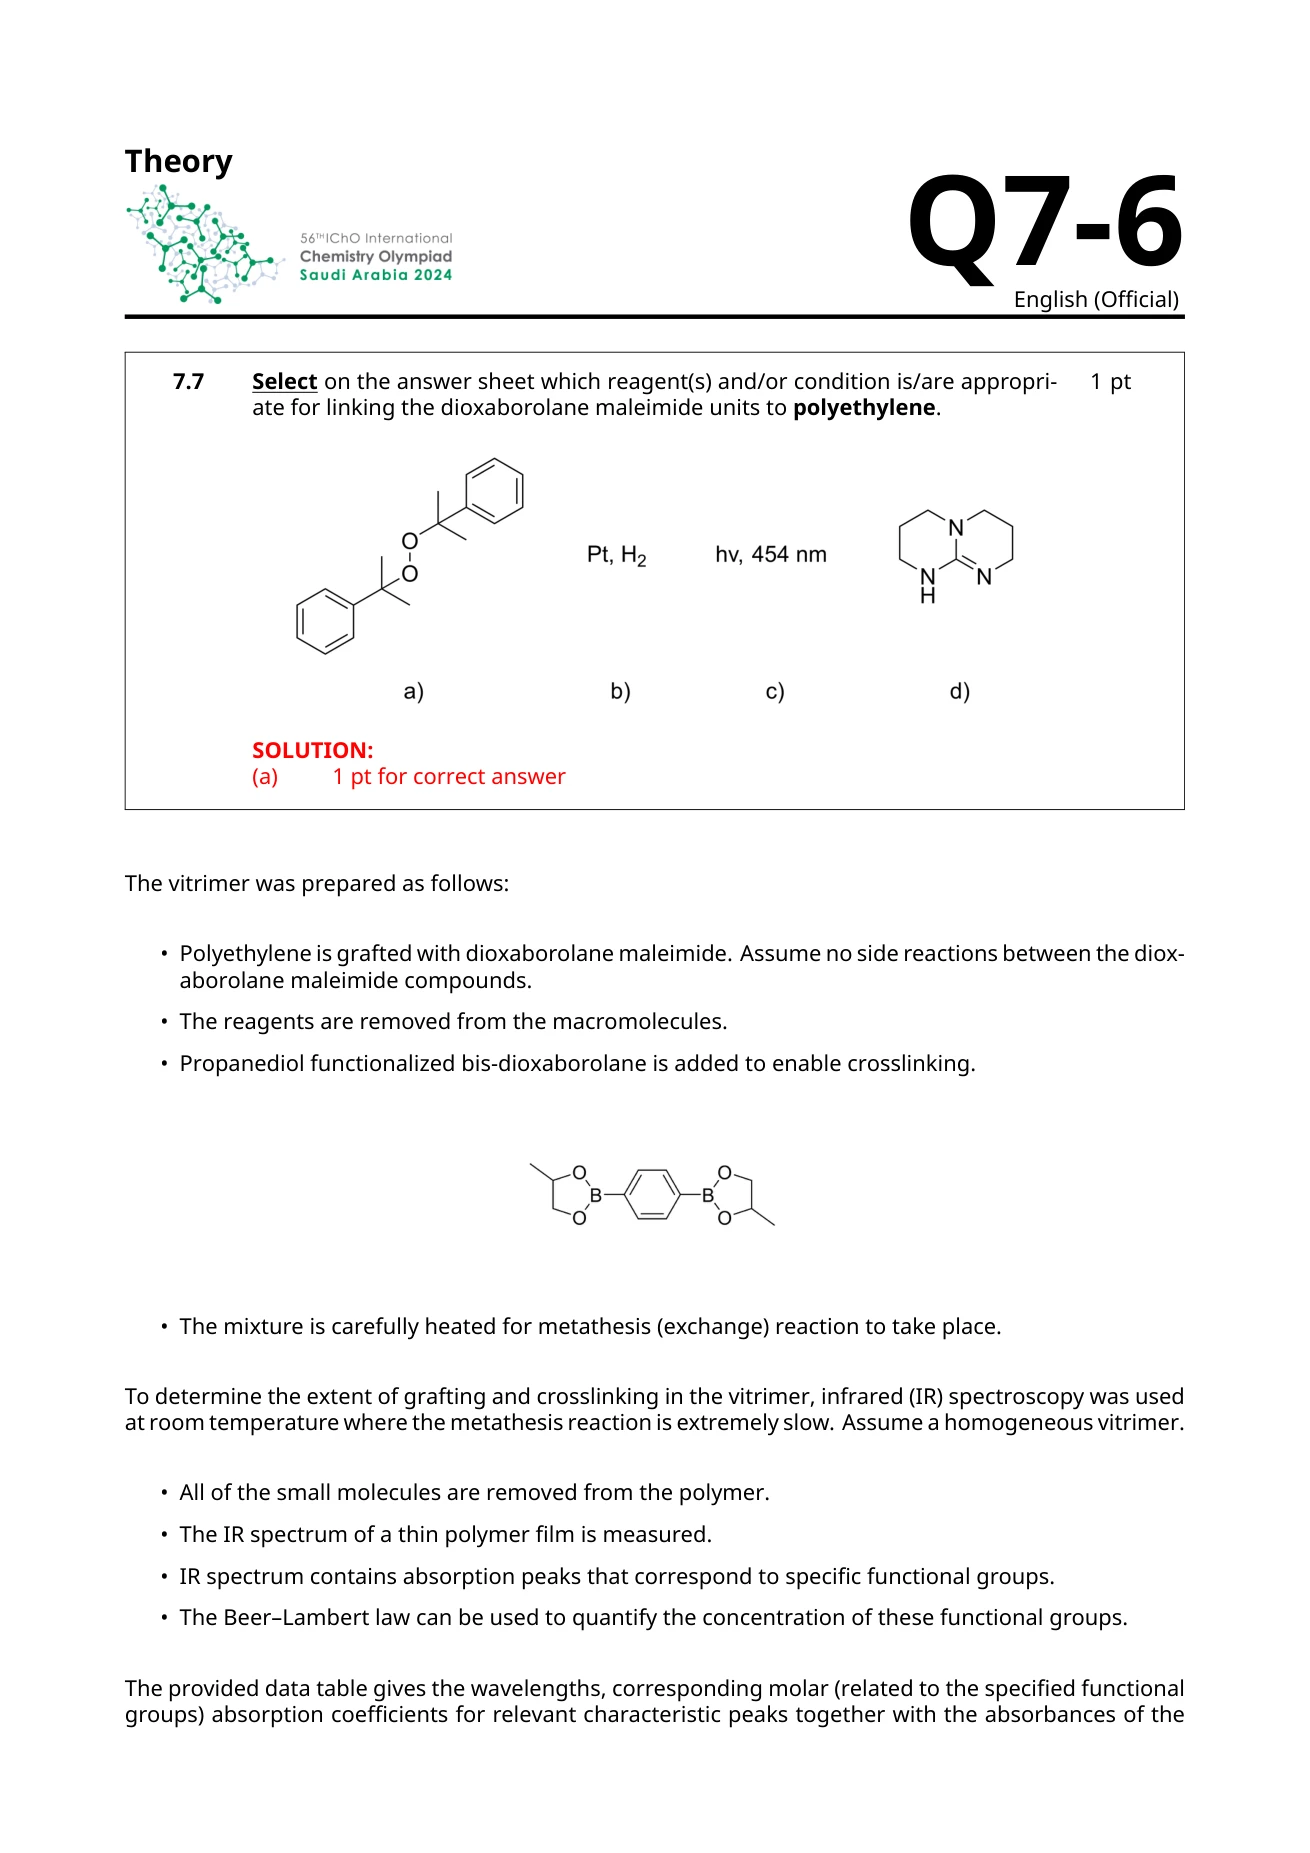 Theory
56THIChO International
Chemistry Olympiad
Saudi Arabia 2024
Q7-6
English (Official)
7.7 Select on the answer sheet which reagent(s) and/or condition is/are appropri- 1 pt
ate for linking the dioxaborolane maleimide units to polyethylene.
O
O
Pt, H2
hv, 454 nm
N
N
H
N
a) b) c) d)
SOLUTION:
(a) 1 pt for correct answer
The vitrimer was prepared as follows:
• Polyethylene is grafted with dioxaborolane maleimide. Assume no side reactions between the diox-
aborolane maleimide compounds.
• The reagents are removed from the macromolecules.
• Propanediol functionalized bis-dioxaborolane is added to enable crosslinking.
O O
B B
O O
• The mixture is carefully heated for metathesis (exchange) reaction to take place.
To determine the extent of grafting and crosslinking in the vitrimer, infrared (IR) spectroscopy was used
at room temperature where the metathesis reaction is extremely slow. Assume a homogeneous vitrimer.
• All of the small molecules are removed from the polymer.
• The IR spectrum of a thin polymer film is measured.
• IR spectrum contains absorption peaks that correspond to specific functional groups.
• The Beer–Lambert law can be used to quantify the concentration of these functional groups.
The provided data table gives the wavelengths, corresponding molar (related to the specified functional
groups) absorption coefficients for relevant characteristic peaks together with the absorbances of the